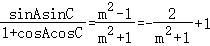 sinAsinC/(1+cosAcosC) = (m²-1)/(m²+1) = -2/(m²+1)+1